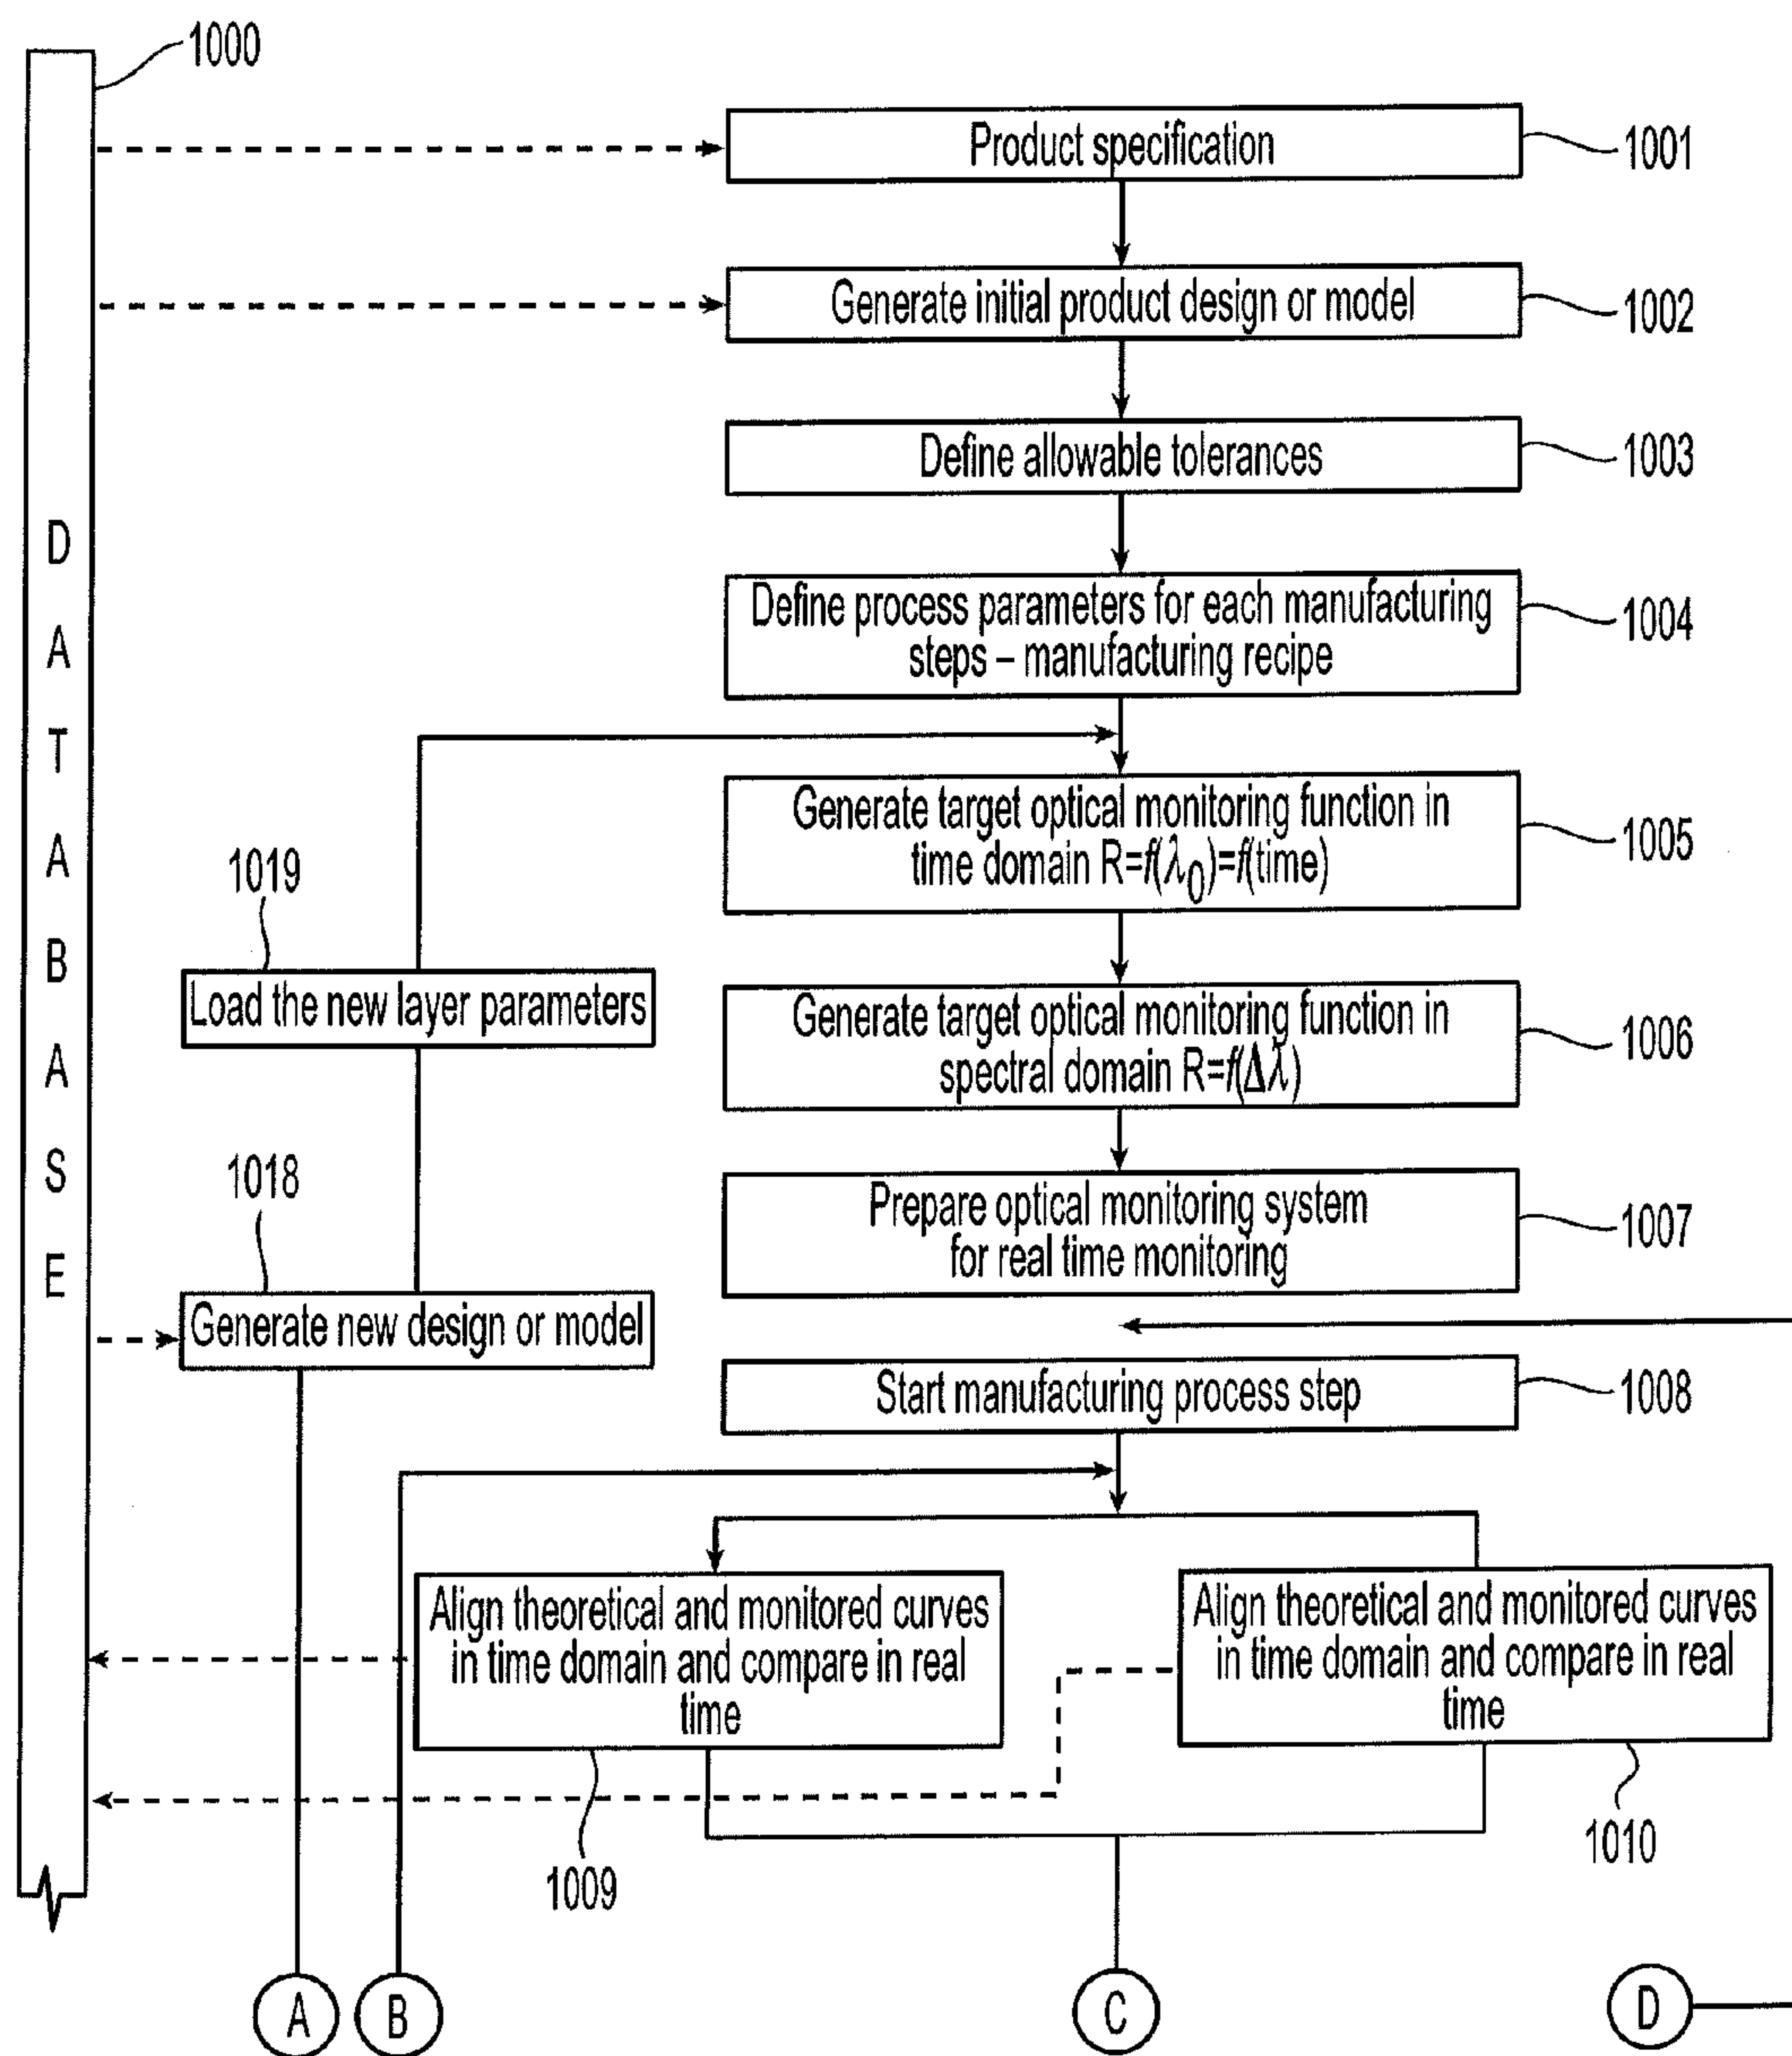 1000
Product specification
1001
Generate initial product design or model
1002
Define allowable tolerances
1003
Define process parameters for each manufacturing
steps – manufacturing recipe
1004
Generate target optical monitoring function in
time domain R=f(λ0)=f(time)
1005
1019
Load the new layer parameters
Generate target optical monitoring function in
spectral domain R=f(Δλ)
1006
1018
Generate new design or model
Prepare optical monitoring system
for real time monitoring
1007
Start manufacturing process step
1008
DATABASE
Align theoretical and monitored curves
in time domain and compare in real
time
1009
Align theoretical and monitored curves
in time domain and compare in real
time
1010
A
B
C
D